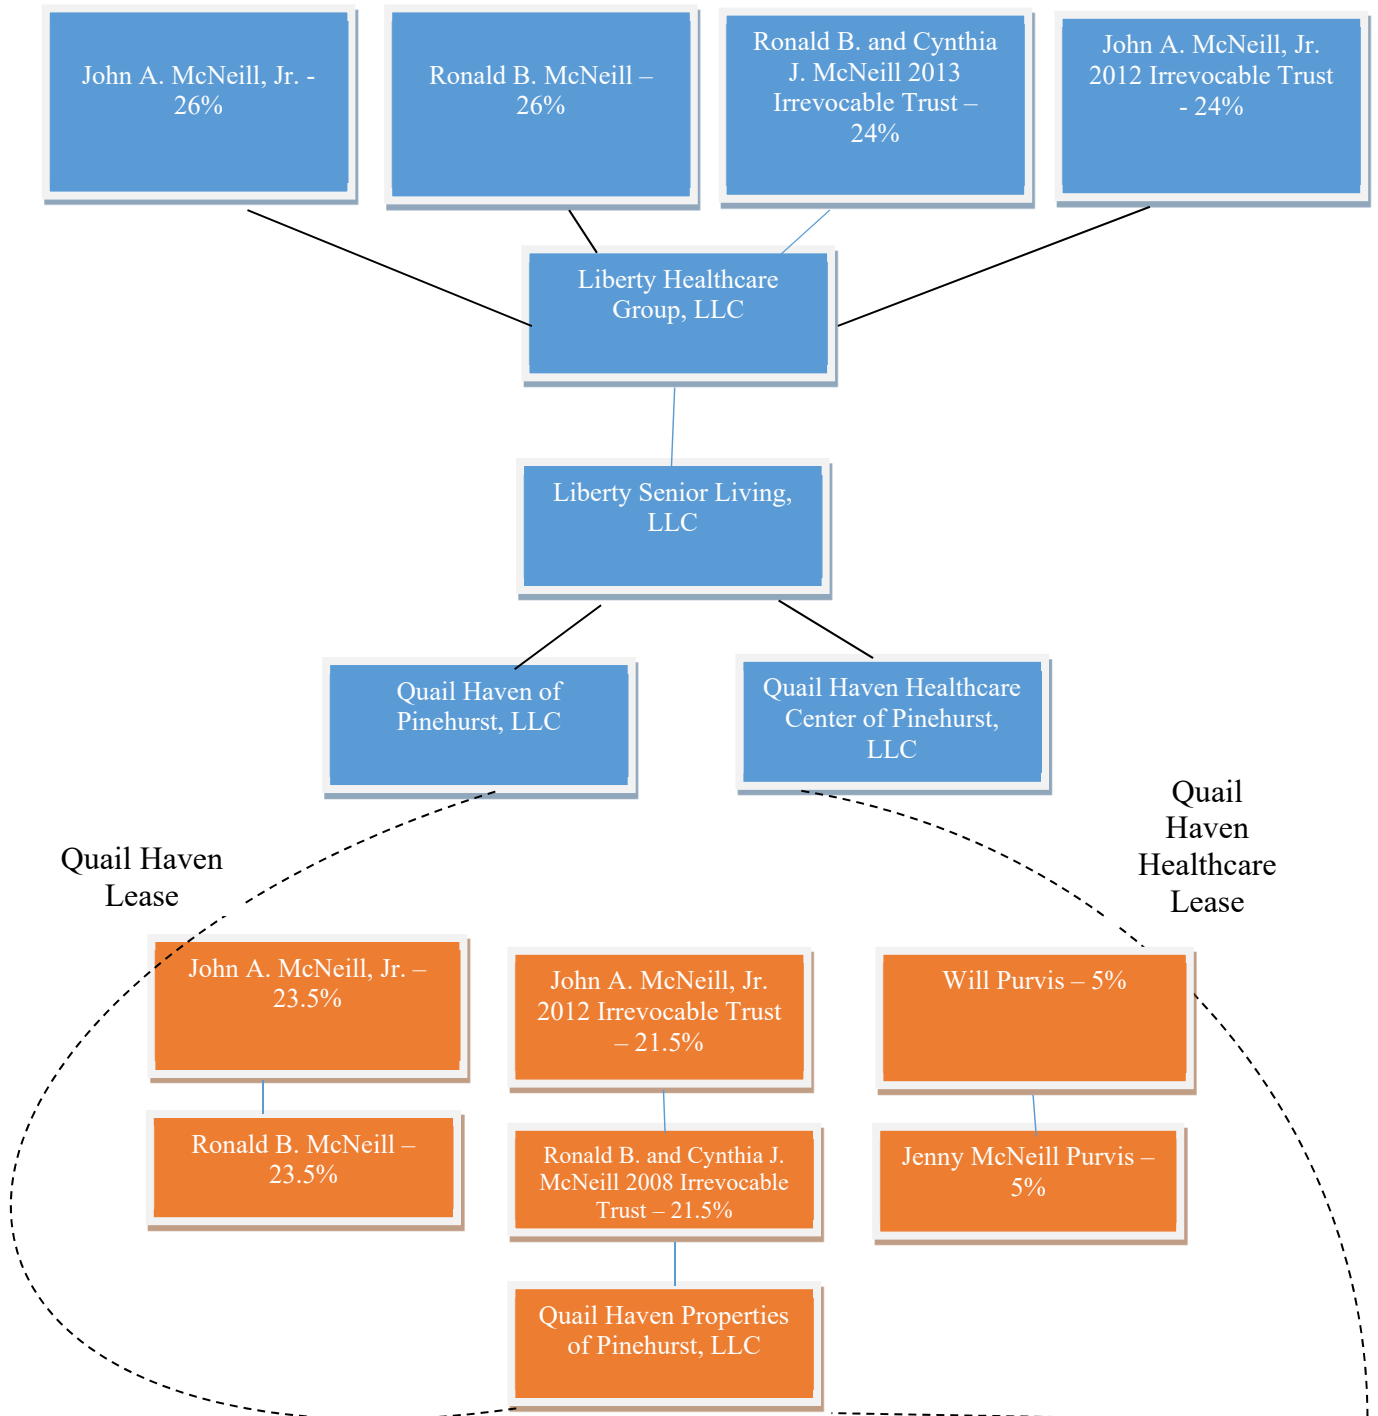 John A. McNeill, Jr. -
26%
Ronald B. McNeill –
26%
Ronald B. and Cynthia
J. McNeill 2013
Irrevocable Trust –
24%
John A. McNeill, Jr.
2012 Irrevocable Trust
- 24%
Liberty Healthcare
Group, LLC
Liberty Senior Living,
LLC
Quail Haven of
Pinehurst, LLC
Quail Haven Healthcare
Center of Pinehurst,
LLC
Quail Haven
Lease
Quail
Haven
Healthcare
Lease
John A. McNeill, Jr. –
23.5%
John A. McNeill, Jr.
2012 Irrevocable Trust
– 21.5%
Will Purvis – 5%
Ronald B. McNeill –
23.5%
Ronald B. and Cynthia J.
McNeill 2008 Irrevocable
Trust – 21.5%
Jenny McNeill Purvis –
5%
Quail Haven Properties
of Pinehurst, LLC